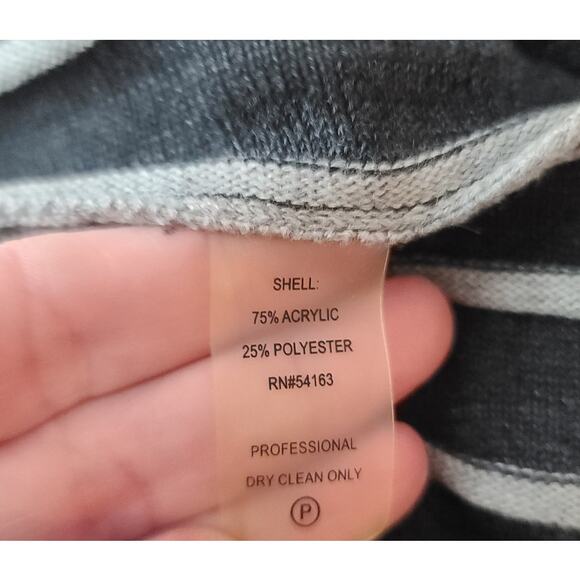 SHELL:
75% ACRYLIC
25% POLYESTER
RN#54163
PROFESSIONAL
DRY CLEAN ONLY
P